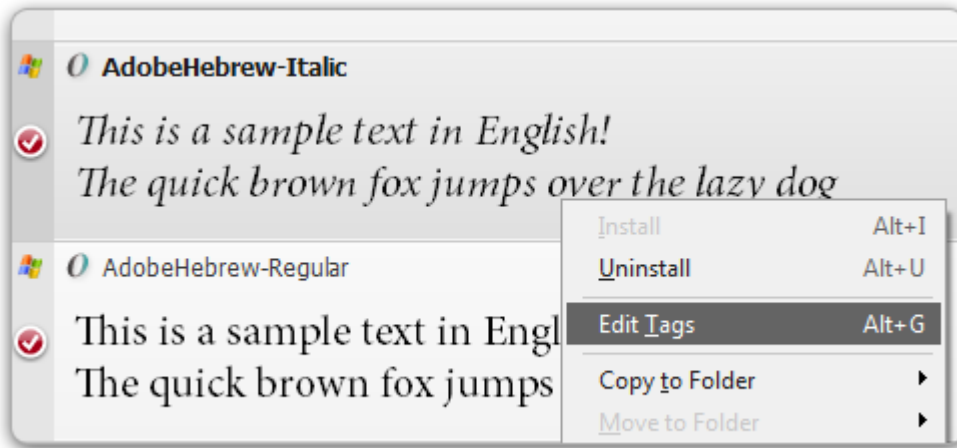 AdobeHebrew-Italic
This is a sample text in English!
The quick brown fox jumps over the lazy dog
Install Alt+I
Uninstall Alt+U
Edit Tags Alt+G
Copy to Folder
Move to Folder
AdobeHebrew-Regular
This is a sample text in Engl
The quick brown fox jumps